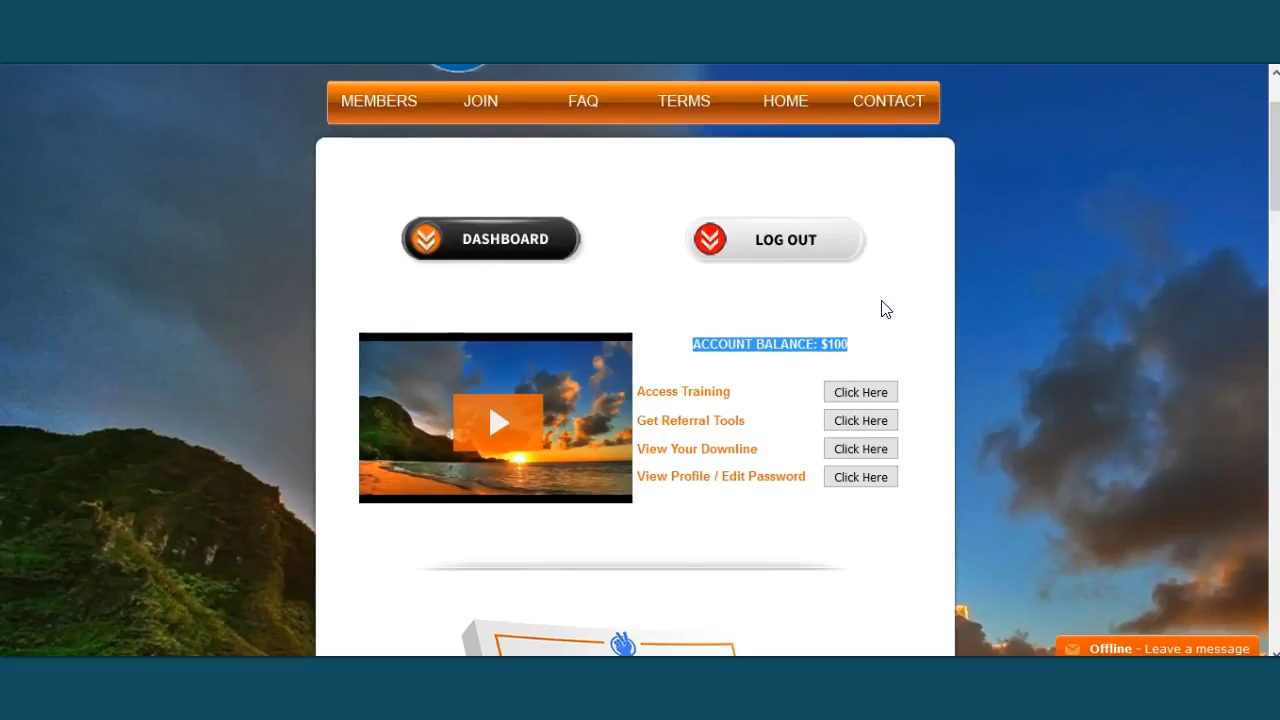 MEMBERS JOIN FAQ TERMS HOME CONTACT
DASHBOARD LOG OUT
ACCOUNT BALANCE: $100
Access Training Click Here
Get Referral Tools Click Here
View Your Downline Click Here
View Profile / Edit Password Click Here
Offline - Leave a message